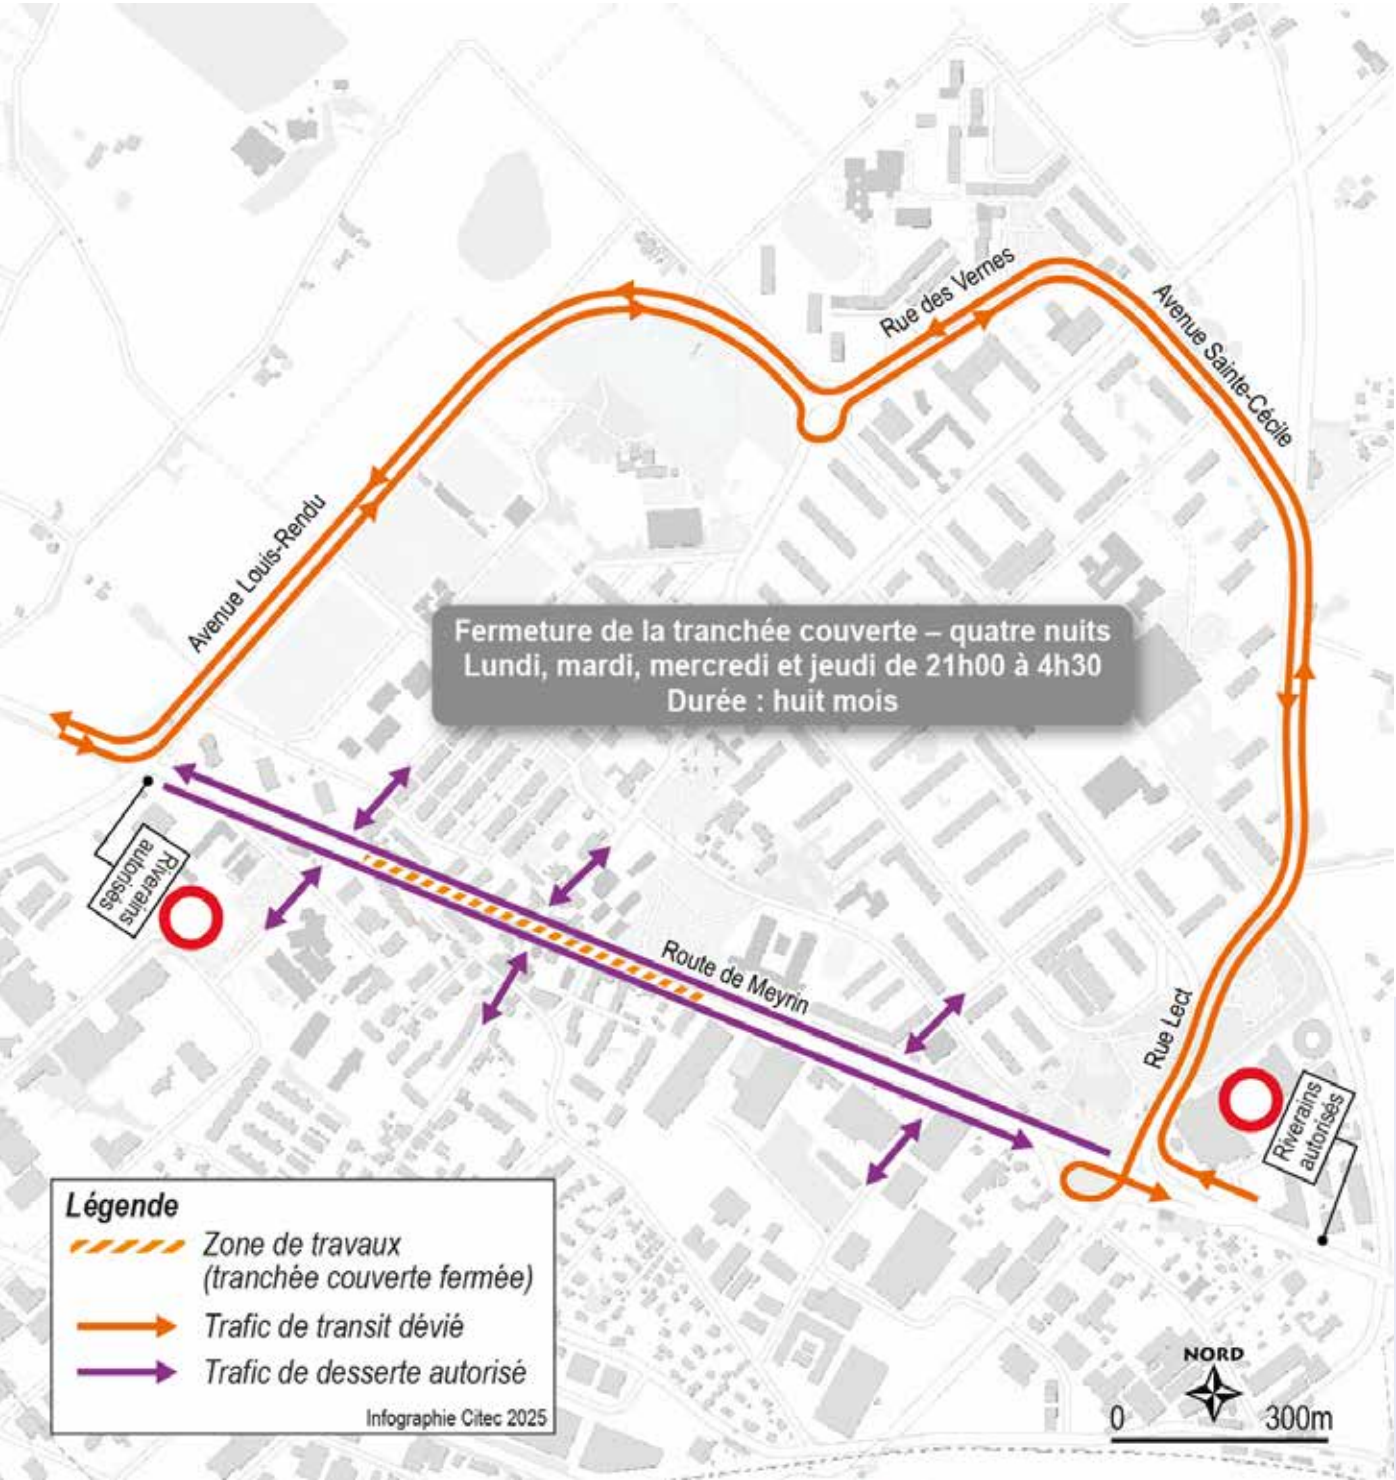 Rue des Vernes
Avenue Sainte-Cécile
Avenue Louis-Rendu
Fermeture de la tranchée couverte – quatre nuits
Lundi, mardi, mercredi et jeudi de 21h00 à 4h30
Durée : huit mois
Riverains
autorisés
Route de Meyrin
Rue Lect
Riverains
autorisés
Légende
Zone de travaux
(tranchée couverte fermée)
Trafic de transit dévié
Trafic de desserte autorisé
Infographie Citec 2025
NORD
0 300m